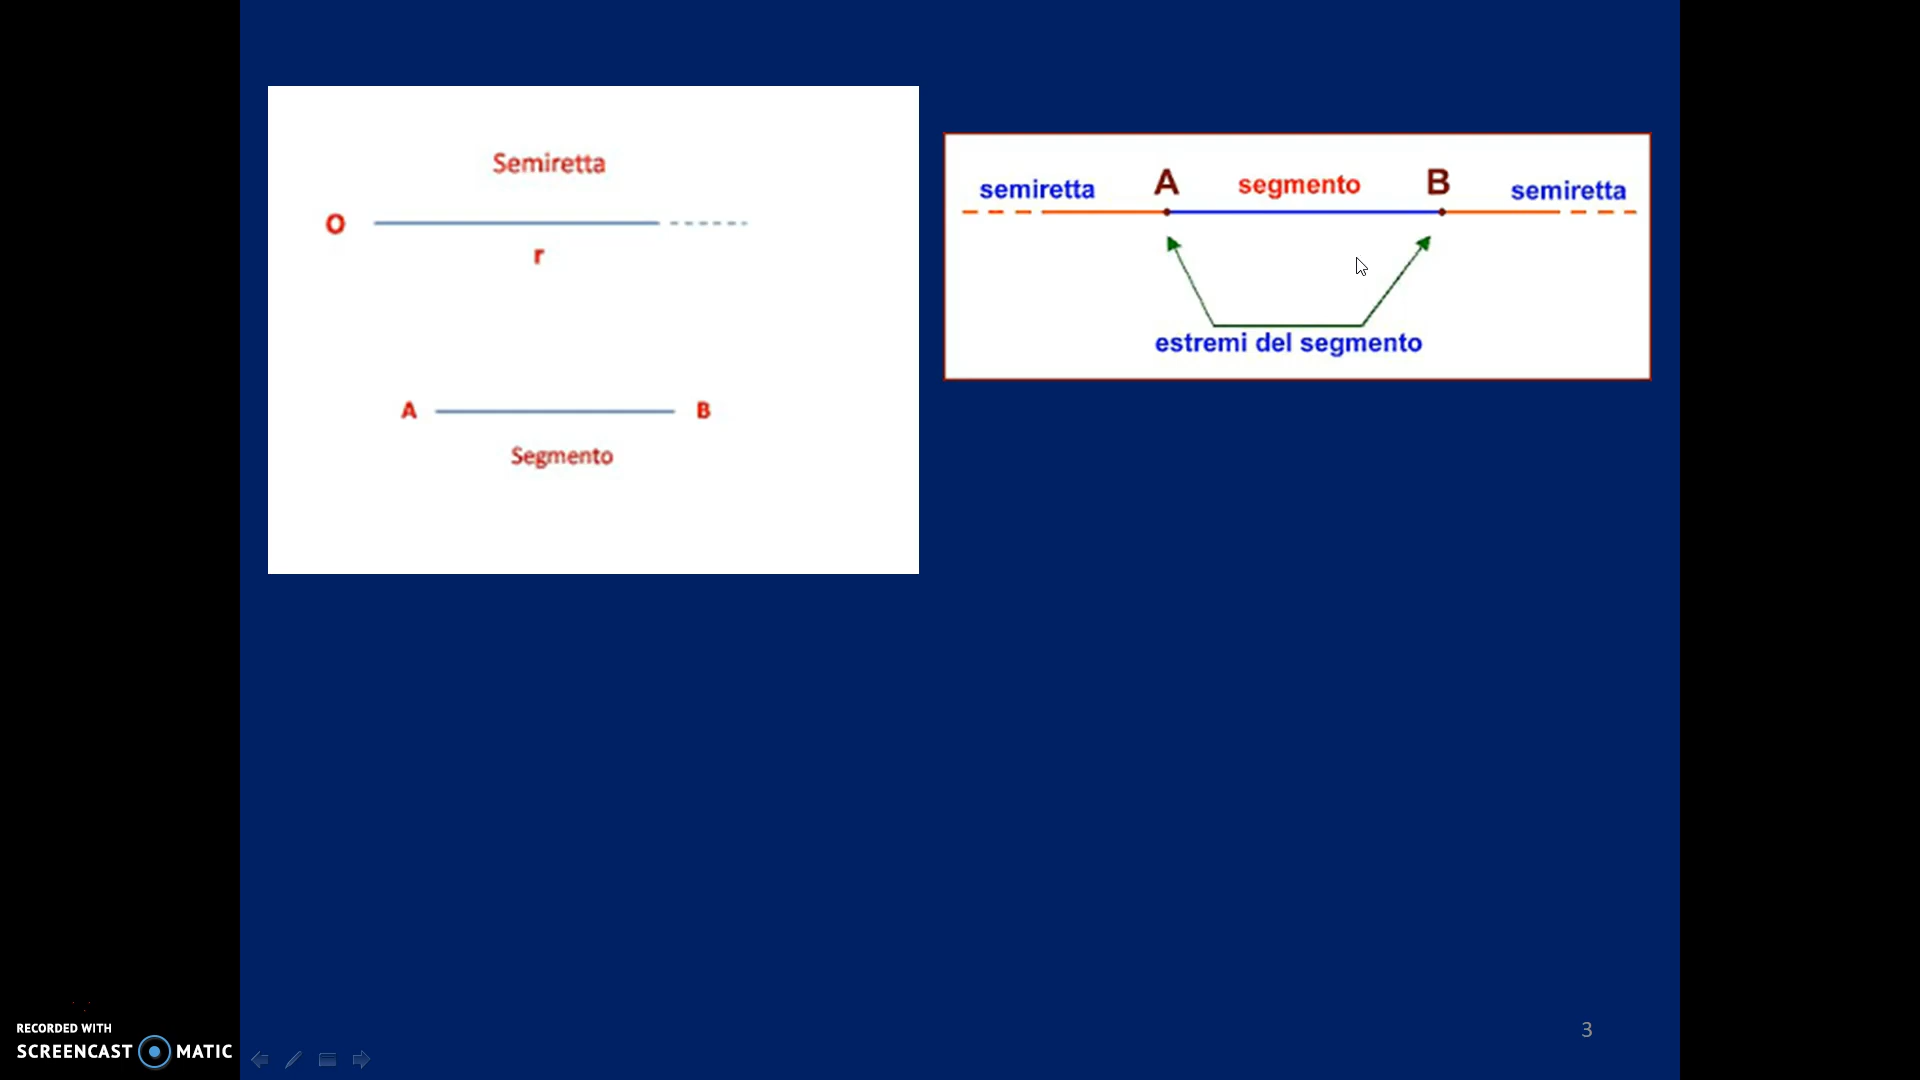 Semiretta
O
r
A B
Segmento
semiretta A segmento B semiretta
estremi del segmento
3
RECORDED WITH
SCREENCAST MATIC